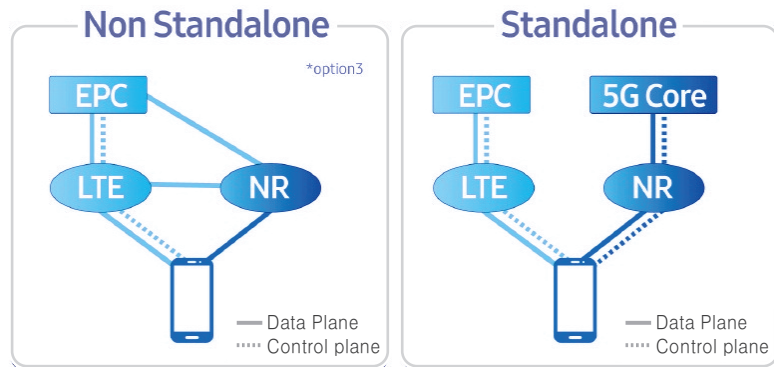 Non Standalone
*option3
EPC
LTE
NR
Data Plane
Control plane
Standalone
EPC
5G Core
LTE
NR
Data Plane
Control plane